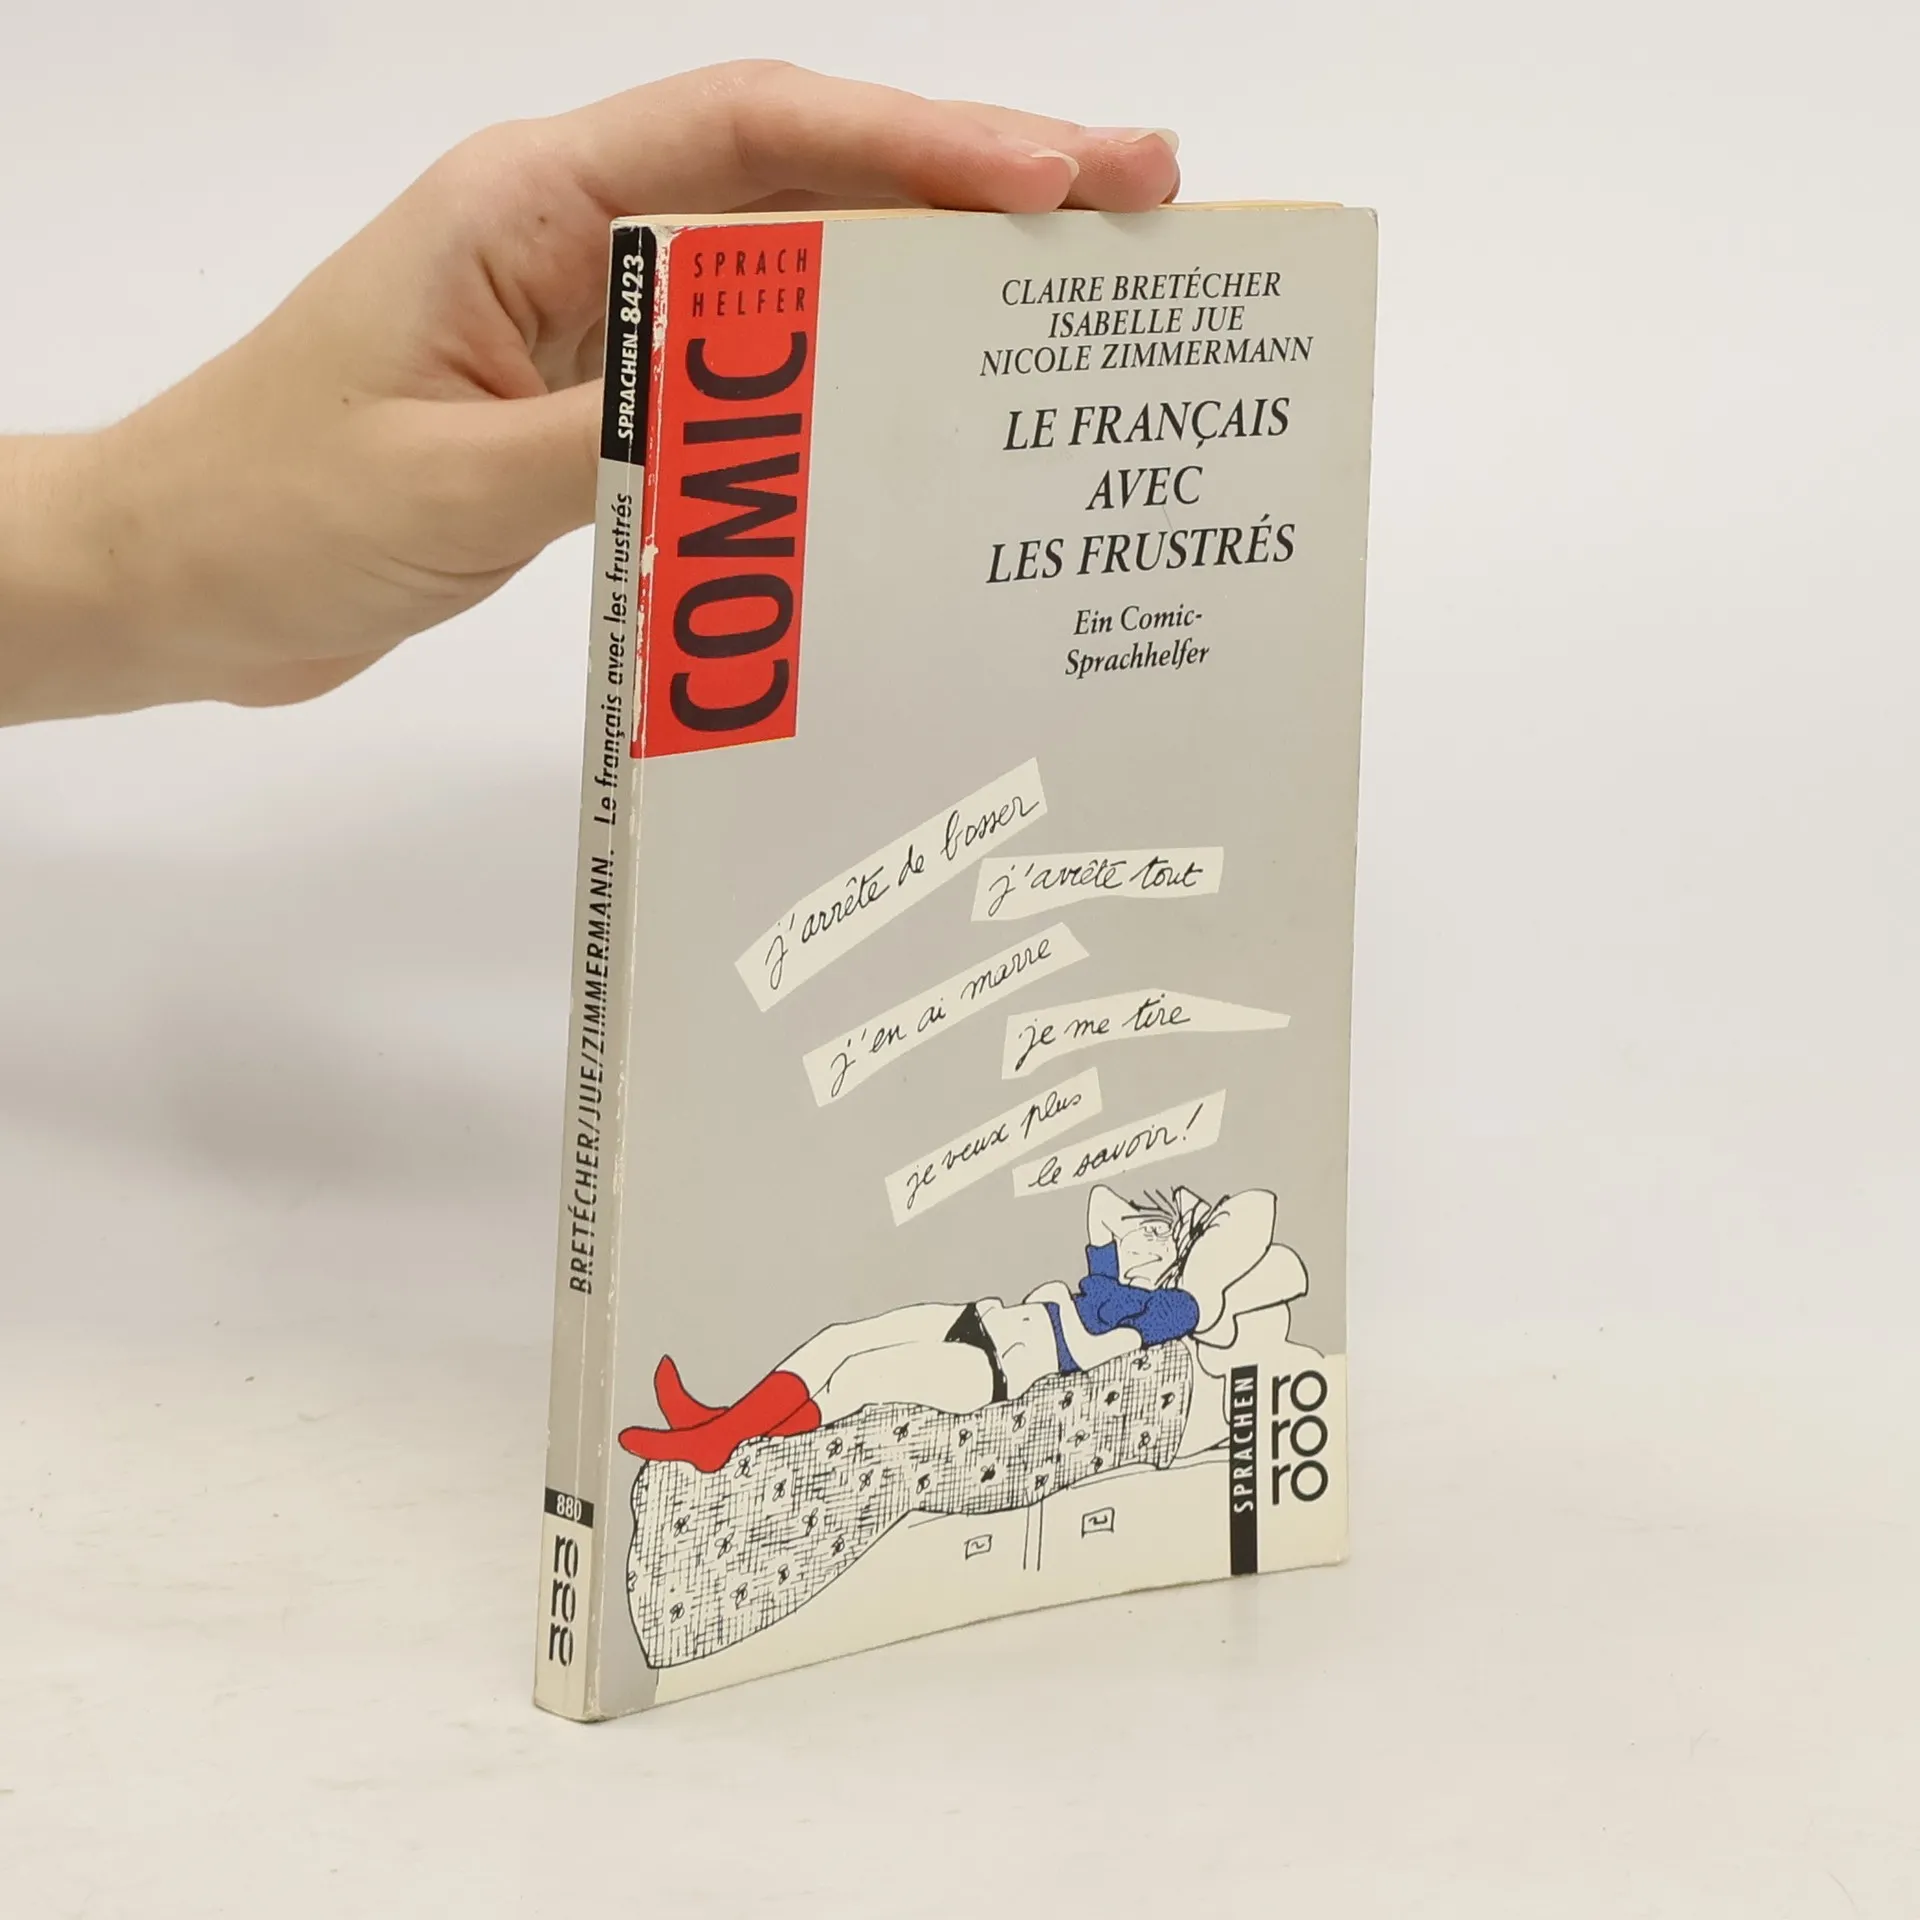 SPRACHEN 8423
BRETÉCHER/JUE/ZIMMERMANN. Le français avec les frustrés
880
ro
ro
ro
SPRACH
HELFER
COMIC
CLAIRE BRETÉCHER
ISABELLE JUE
NICOLE ZIMMERMANN
LE FRANÇAIS
AVEC
LES FRUSTRÉS
Ein Comic-
Sprachhelfer
j'arrête de bosser
j'arrête tout
j'en ai marre
je me tire
je veux plus
le savoir!
SPRACHEN
ro
ro
ro